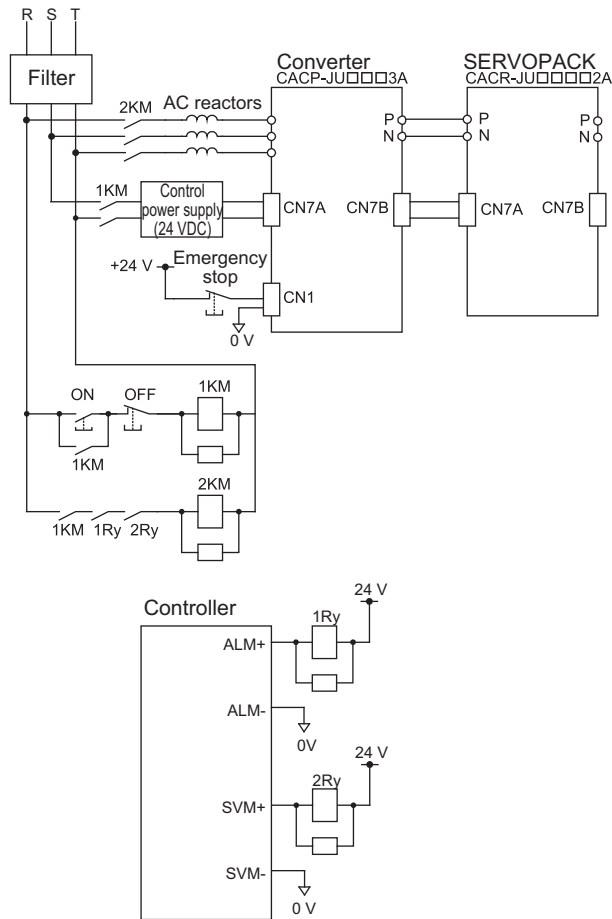 R S T
Filter
Converter
CACP-JU□□□3A
SERVOPACK
CACR-JU□□□□2A
2KM
AC reactors
P
N
P
N
P
N
1KM
Control
power supply
(24 VDC)
CN7A
CN7B
CN7A
CN7B
+24 V
Emergency
stop
CN1
0 V
ON
OFF
1KM
1KM
2KM
1KM 1Ry 2Ry
Controller
24 V
1Ry
ALM+
ALM-
0V
24 V
2Ry
SVM+
SVM-
0 V